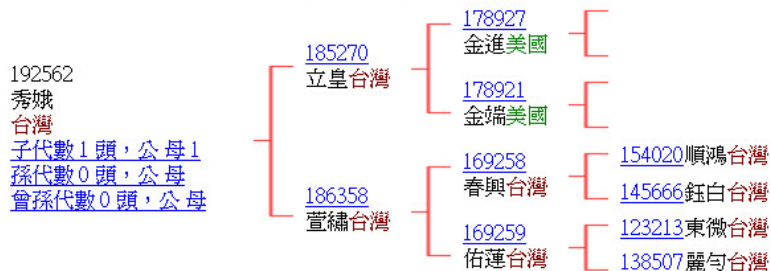 192562
秀娥
台灣
子代數1頭，公 母1
孫代數0頭，公 母
曾孫代數0頭，公 母
185270
立皇台灣
186358
萱繡台灣
178927
金進美國
178921
金端美國
169258
春興台灣
169259
佑蓮台灣
154020順鴻台灣
145666鈺白台灣
123213東微台灣
138507麗勻台灣